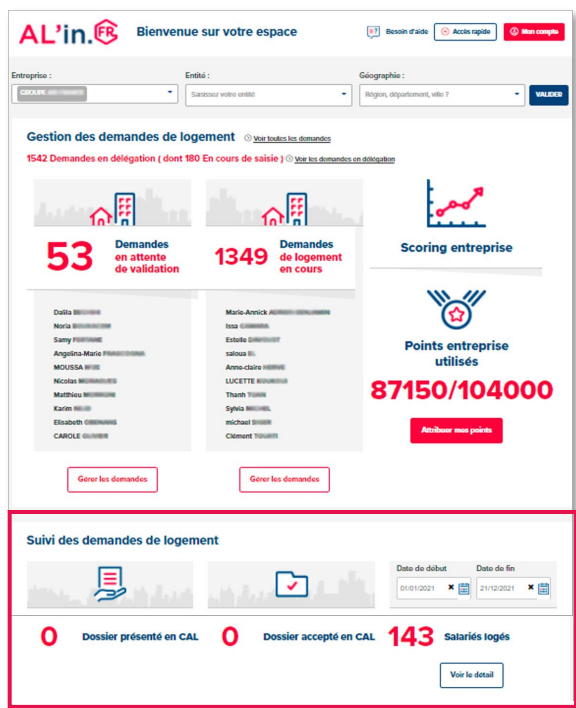 AL'in.FR
Bienvenue sur votre espace
Besoin d'aide
Accès rapide
Mon compte
Entreprise :
Entité :
Géographie :
GROUPE
Saisissez votre entité
Région, département, ville ?
VALIDER
Gestion des demandes de logement
Voir toutes les demandes
1542 Demandes en délégation ( dont 180 En cours de saisie )
Voir les demandes en délégation
53
Demandes
en attente
de validation
1349
Demandes
de logement
en cours
Scoring entreprise
Dalila
Noria
Samy
Angelina-Marie
MOUSSA
Nicolas
Matthieu
Karim
Elisabeth
CAROLE
Marie-Annick
Issa
Estelle
saloua
Anne-claire
LUCETTE
Thanh
Sylvia
michael
Clément
Points entreprise
utilisés
87150/104000
Attribuer mes points
Gérer les demandes
Gérer les demandes
Suivi des demandes de logement
Date de début
Date de fin
01/01/2021
21/12/2021
0
Dossier présenté en CAL
0
Dossier accepté en CAL
143
Salariés logés
Voir le détail